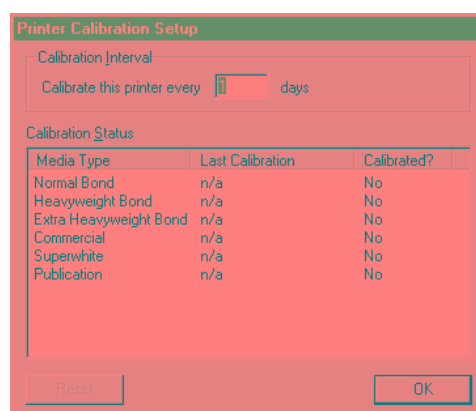 Printer Calibration Setup
Calibration Interval
Calibrate this printer every 1 days
Calibration Status
Media Type Last Calibration Calibrated?
Normal Bond n/a No
Heavyweight Bond n/a No
Extra Heavyweight Bond n/a No
Commercial n/a No
Superwhite n/a No
Publication n/a No
Reset OK